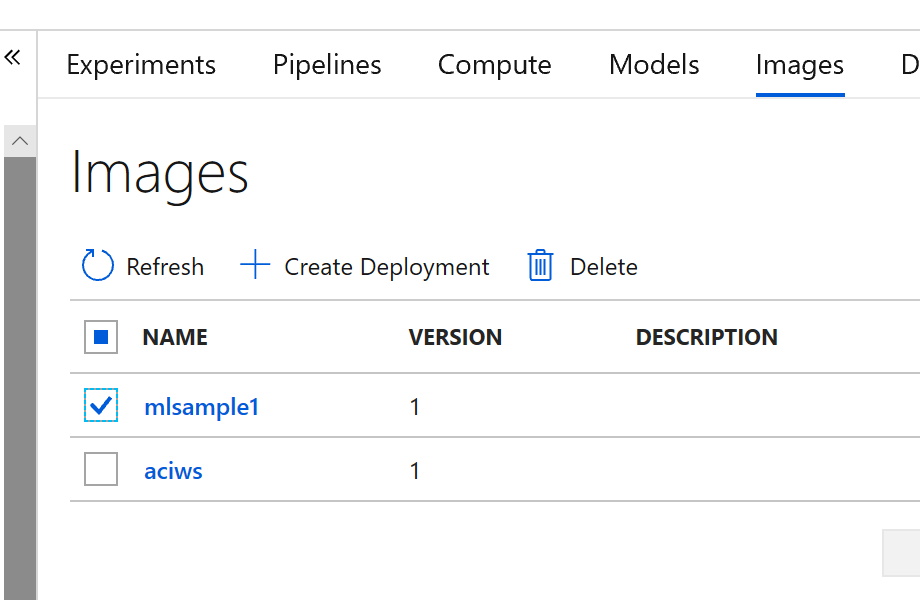 Experiments Pipelines Compute Models Images D
Images
Refresh Create Deployment Delete
NAME VERSION DESCRIPTION
mlsample1 1
aciws 1